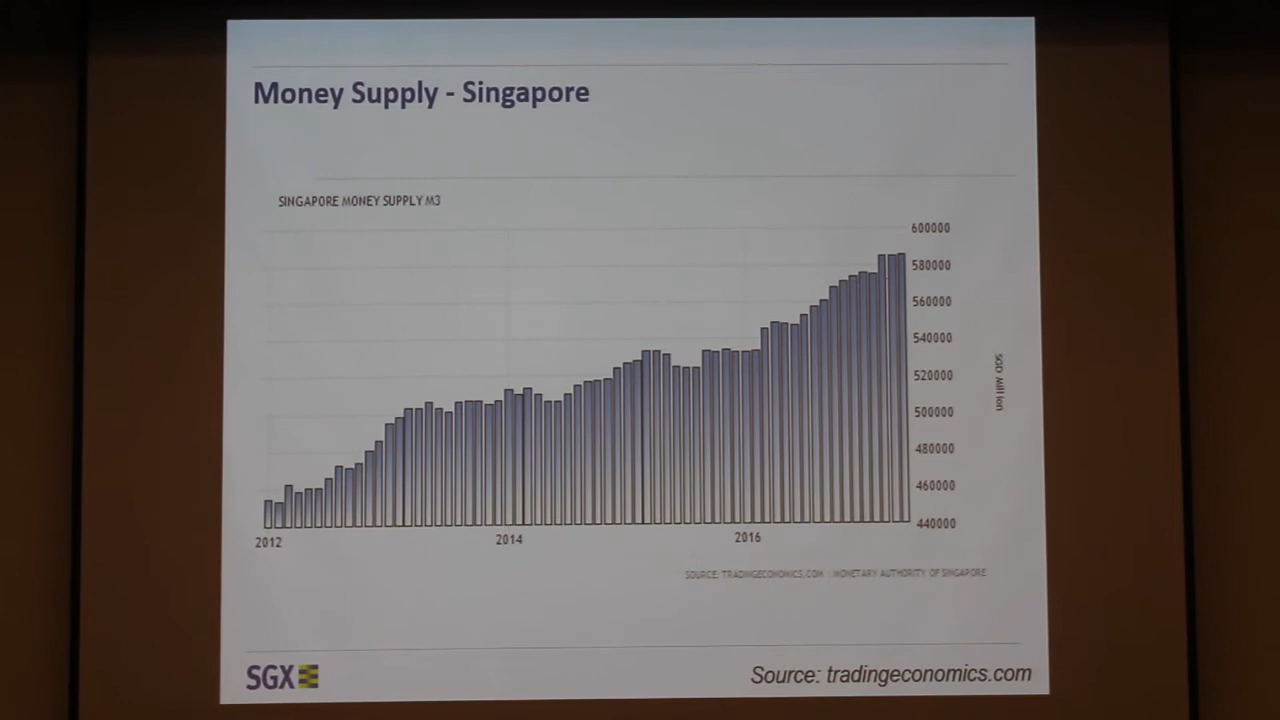 Money Supply - Singapore
SINGAPORE MONEY SUPPLY M3
600000
580000
560000
540000
520000
500000
480000
460000
440000
SGD Million
2012 2014 2016
SOURCE: TRADINGECONOMICS.COM | MONETARY AUTHORITY OF SINGAPORE
SGX
Source: tradingeconomics.com